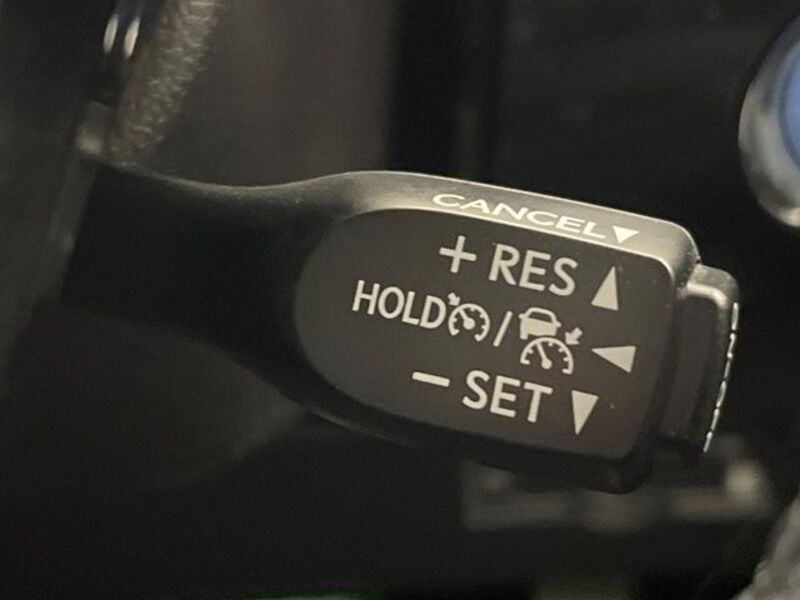 CANCEL▼
+ RES ▲
HOLD / ◀
− SET ▼